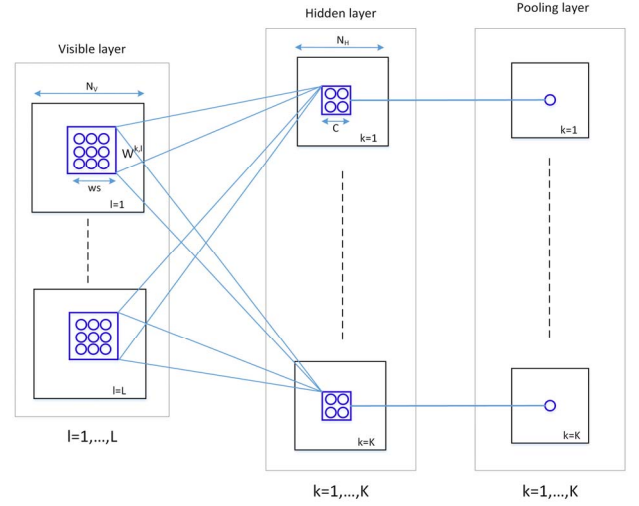 Visible layer
N_V
W^k,l
ws
l=1
l=L
l=1,...,L
Hidden layer
N_H
C
k=1
k=K
k=1,...,K
Pooling layer
k=1
k=K
k=1,...,K